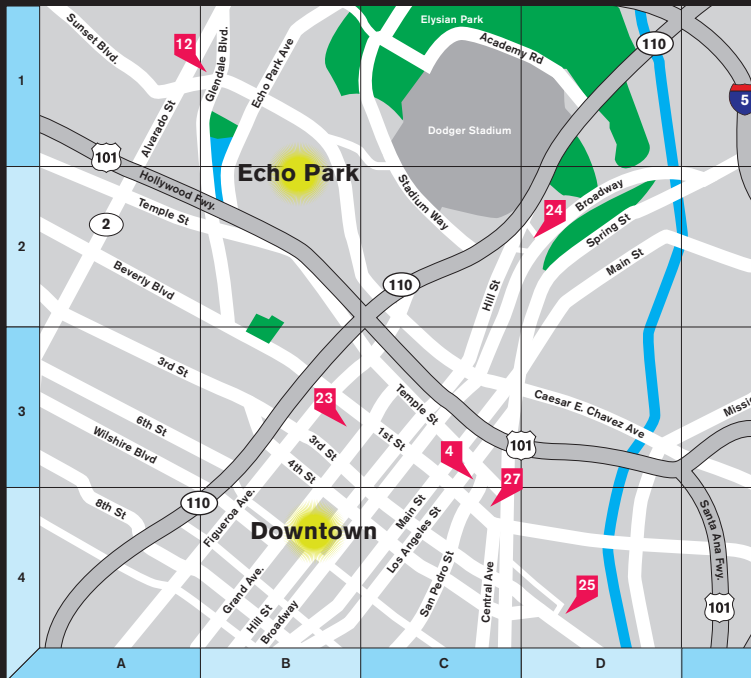 Elysian Park
Sunset Blvd.
12
Glendale Blvd.
Echo Park Ave
Academy Rd
110
1
5
Alvarado St
Dodger Stadium
101
Echo Park
Hollywood Fwy.
Stadium Way
Broadway
24
2
Temple St
Spring St
2
Main St
Beverly Blvd
110
Hill St
3rd St
Temple St
Caesar E. Chavez Ave
23
3
6th St
1st St
Wilshire Blvd
3rd St
4
101
4th St
27
8th St
110
Figueroa Ave.
Main St
Los Angeles St
Santa Ana Fwy.
Downtown
4
Grand Ave.
San Pedro St
Central Ave
25
Hill St
Broadway
101
A
B
C
D